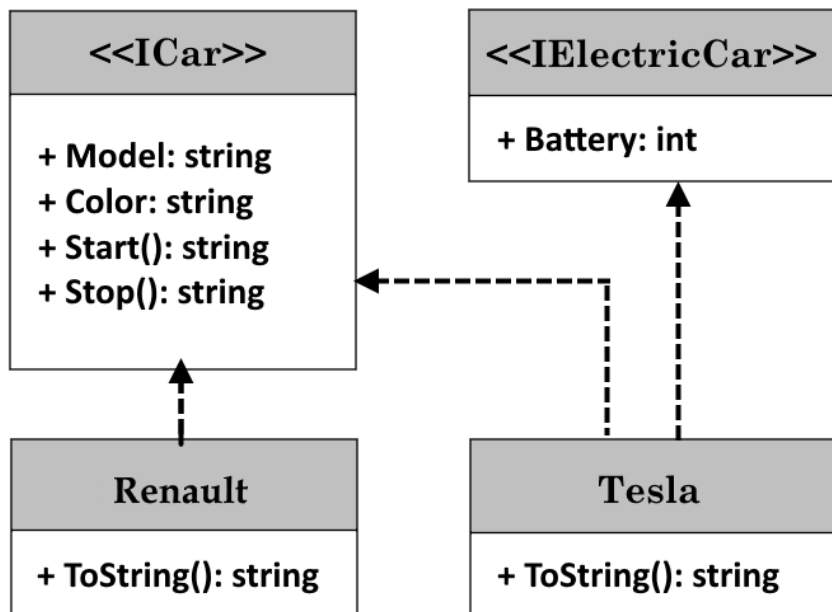 <<ICar>>
+ Model: string
+ Color: string
+ Start(): string
+ Stop(): string
<<IElectricCar>>
+ Battery: int
Renault
+ ToString(): string
Tesla
+ ToString(): string